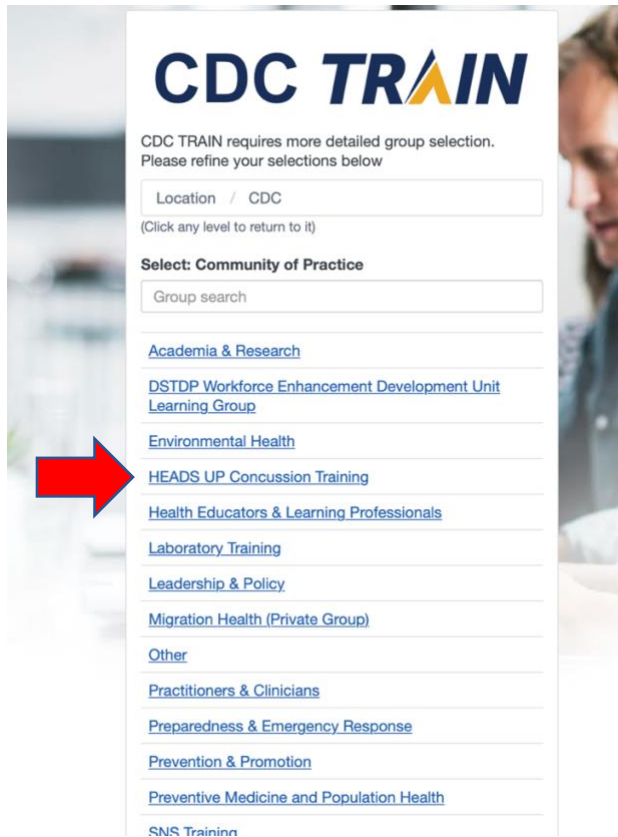 CDC TRAIN
CDC TRAIN requires more detailed group selection.
Please refine your selections below
Location / CDC
(Click any level to return to it)
Select: Community of Practice
Group search
Academia & Research
DSTDP Workforce Enhancement Development Unit
Learning Group
Environmental Health
HEADS UP Concussion Training
Health Educators & Learning Professionals
Laboratory Training
Leadership & Policy
Migration Health (Private Group)
Other
Practitioners & Clinicians
Preparedness & Emergency Response
Prevention & Promotion
Preventive Medicine and Population Health
SNS Training